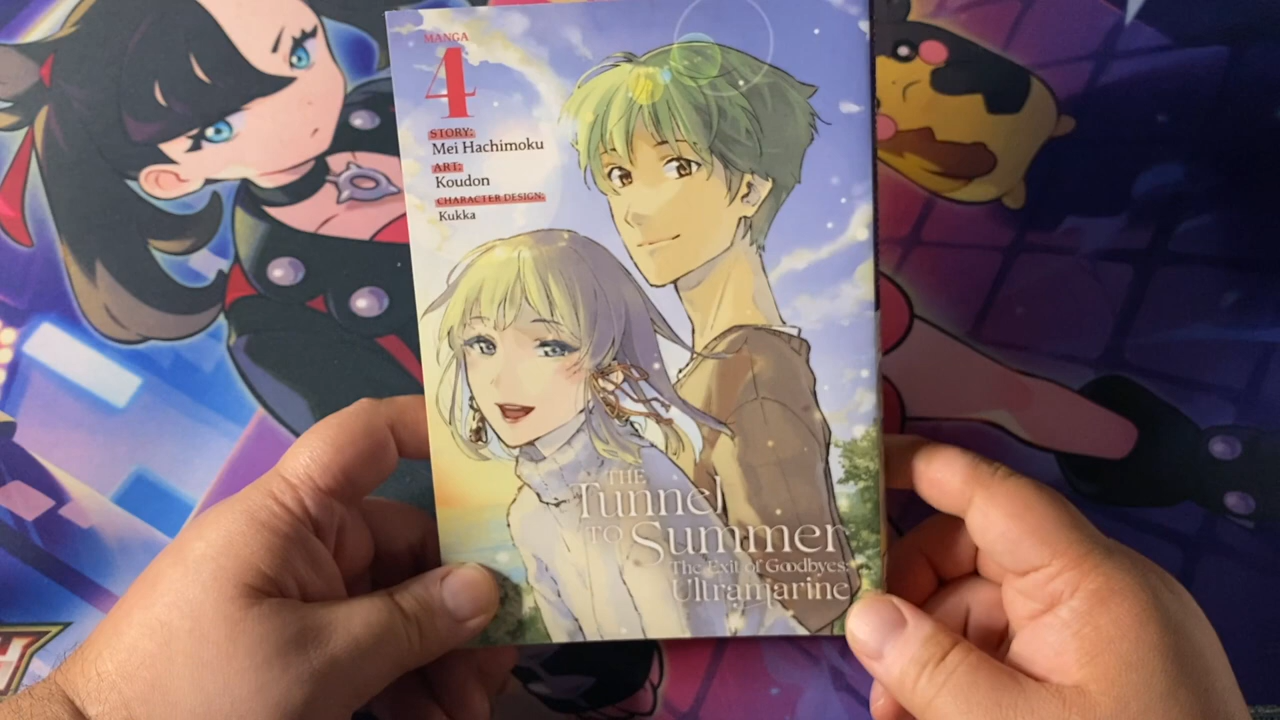 MANGA
4
STORY:
Mei Hachimoku
ART:
Koudon
CHARACTER DESIGN:
Kukka
THE
Tunnel
TO Summer
The Exit of Goodbyes:
Ultramarine